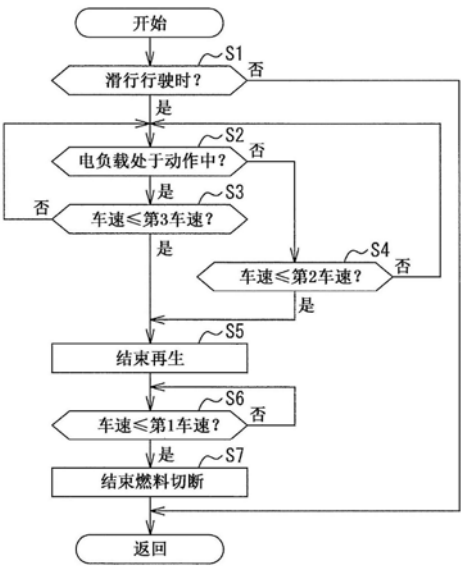 开始
S1
滑行行驶时?
否
是
S2
电负载处于动作中?
否
是
S3
否
车速≤第3车速?
是
S4
车速≤第2车速?
否
是
S5
结束再生
S6
车速≤第1车速?
否
是
S7
结束燃料切断
返回